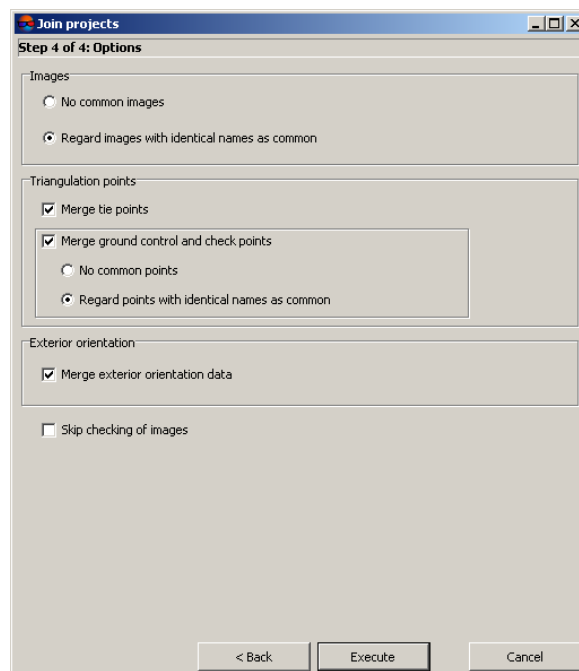 Join projects
Step 4 of 4: Options
Images
No common images
Regard images with identical names as common
Triangulation points
Merge tie points
Merge ground control and check points
No common points
Regard points with identical names as common
Exterior orientation
Merge exterior orientation data
Skip checking of images
< Back Execute Cancel